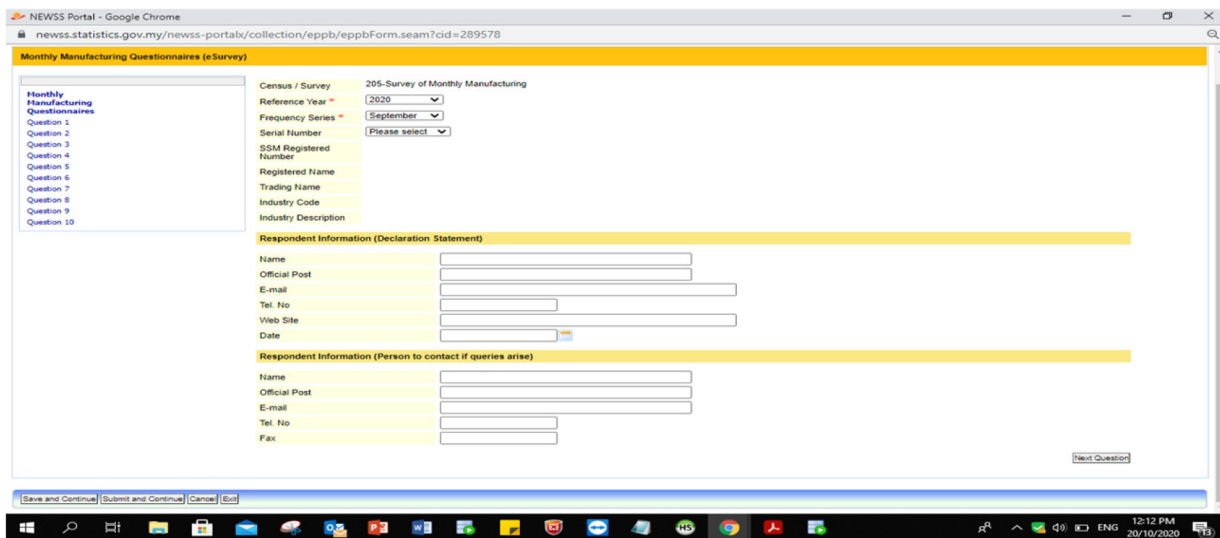 NEWSS Portal - Google Chrome
newss.statistics.gov.my/newss-portalx/collection/eppb/eppbForm.seam?cid=289578
Monthly Manufacturing Questionnaires (eSurvey)
Monthly
Manufacturing
Questionnaires
Question 1
Question 2
Question 3
Question 4
Question 5
Question 6
Question 7
Question 8
Question 9
Question 10
Census / Survey 205-Survey of Monthly Manufacturing
Reference Year * 2020
Frequency Series * September
Serial Number Please select
SSM Registered
Number
Registered Name
Trading Name
Industry Code
Industry Description
Respondent Information (Declaration Statement)
Name
Official Post
E-mail
Tel. No
Web Site
Date
Respondent Information (Person to contact if queries arise)
Name
Official Post
E-mail
Tel. No
Fax
Next Question
Save and Continue Submit and Continue Cancel Exit
HS
ENG
12:12 PM
20/10/2020
13